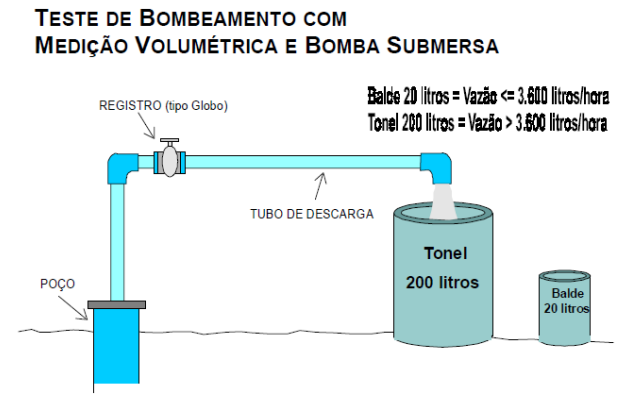 TESTE DE BOMBEAMENTO COM
MEDIÇÃO VOLUMÉTRICA E BOMBA SUBMERSA
Balde 20 litros = Vazão <= 3.600 litros/hora
Tonel 200 litros = Vazão > 3.600 litros/hora
REGISTRO (tipo Globo)
TUBO DE DESCARGA
POÇO
Tonel
200 litros
Balde
20 litros